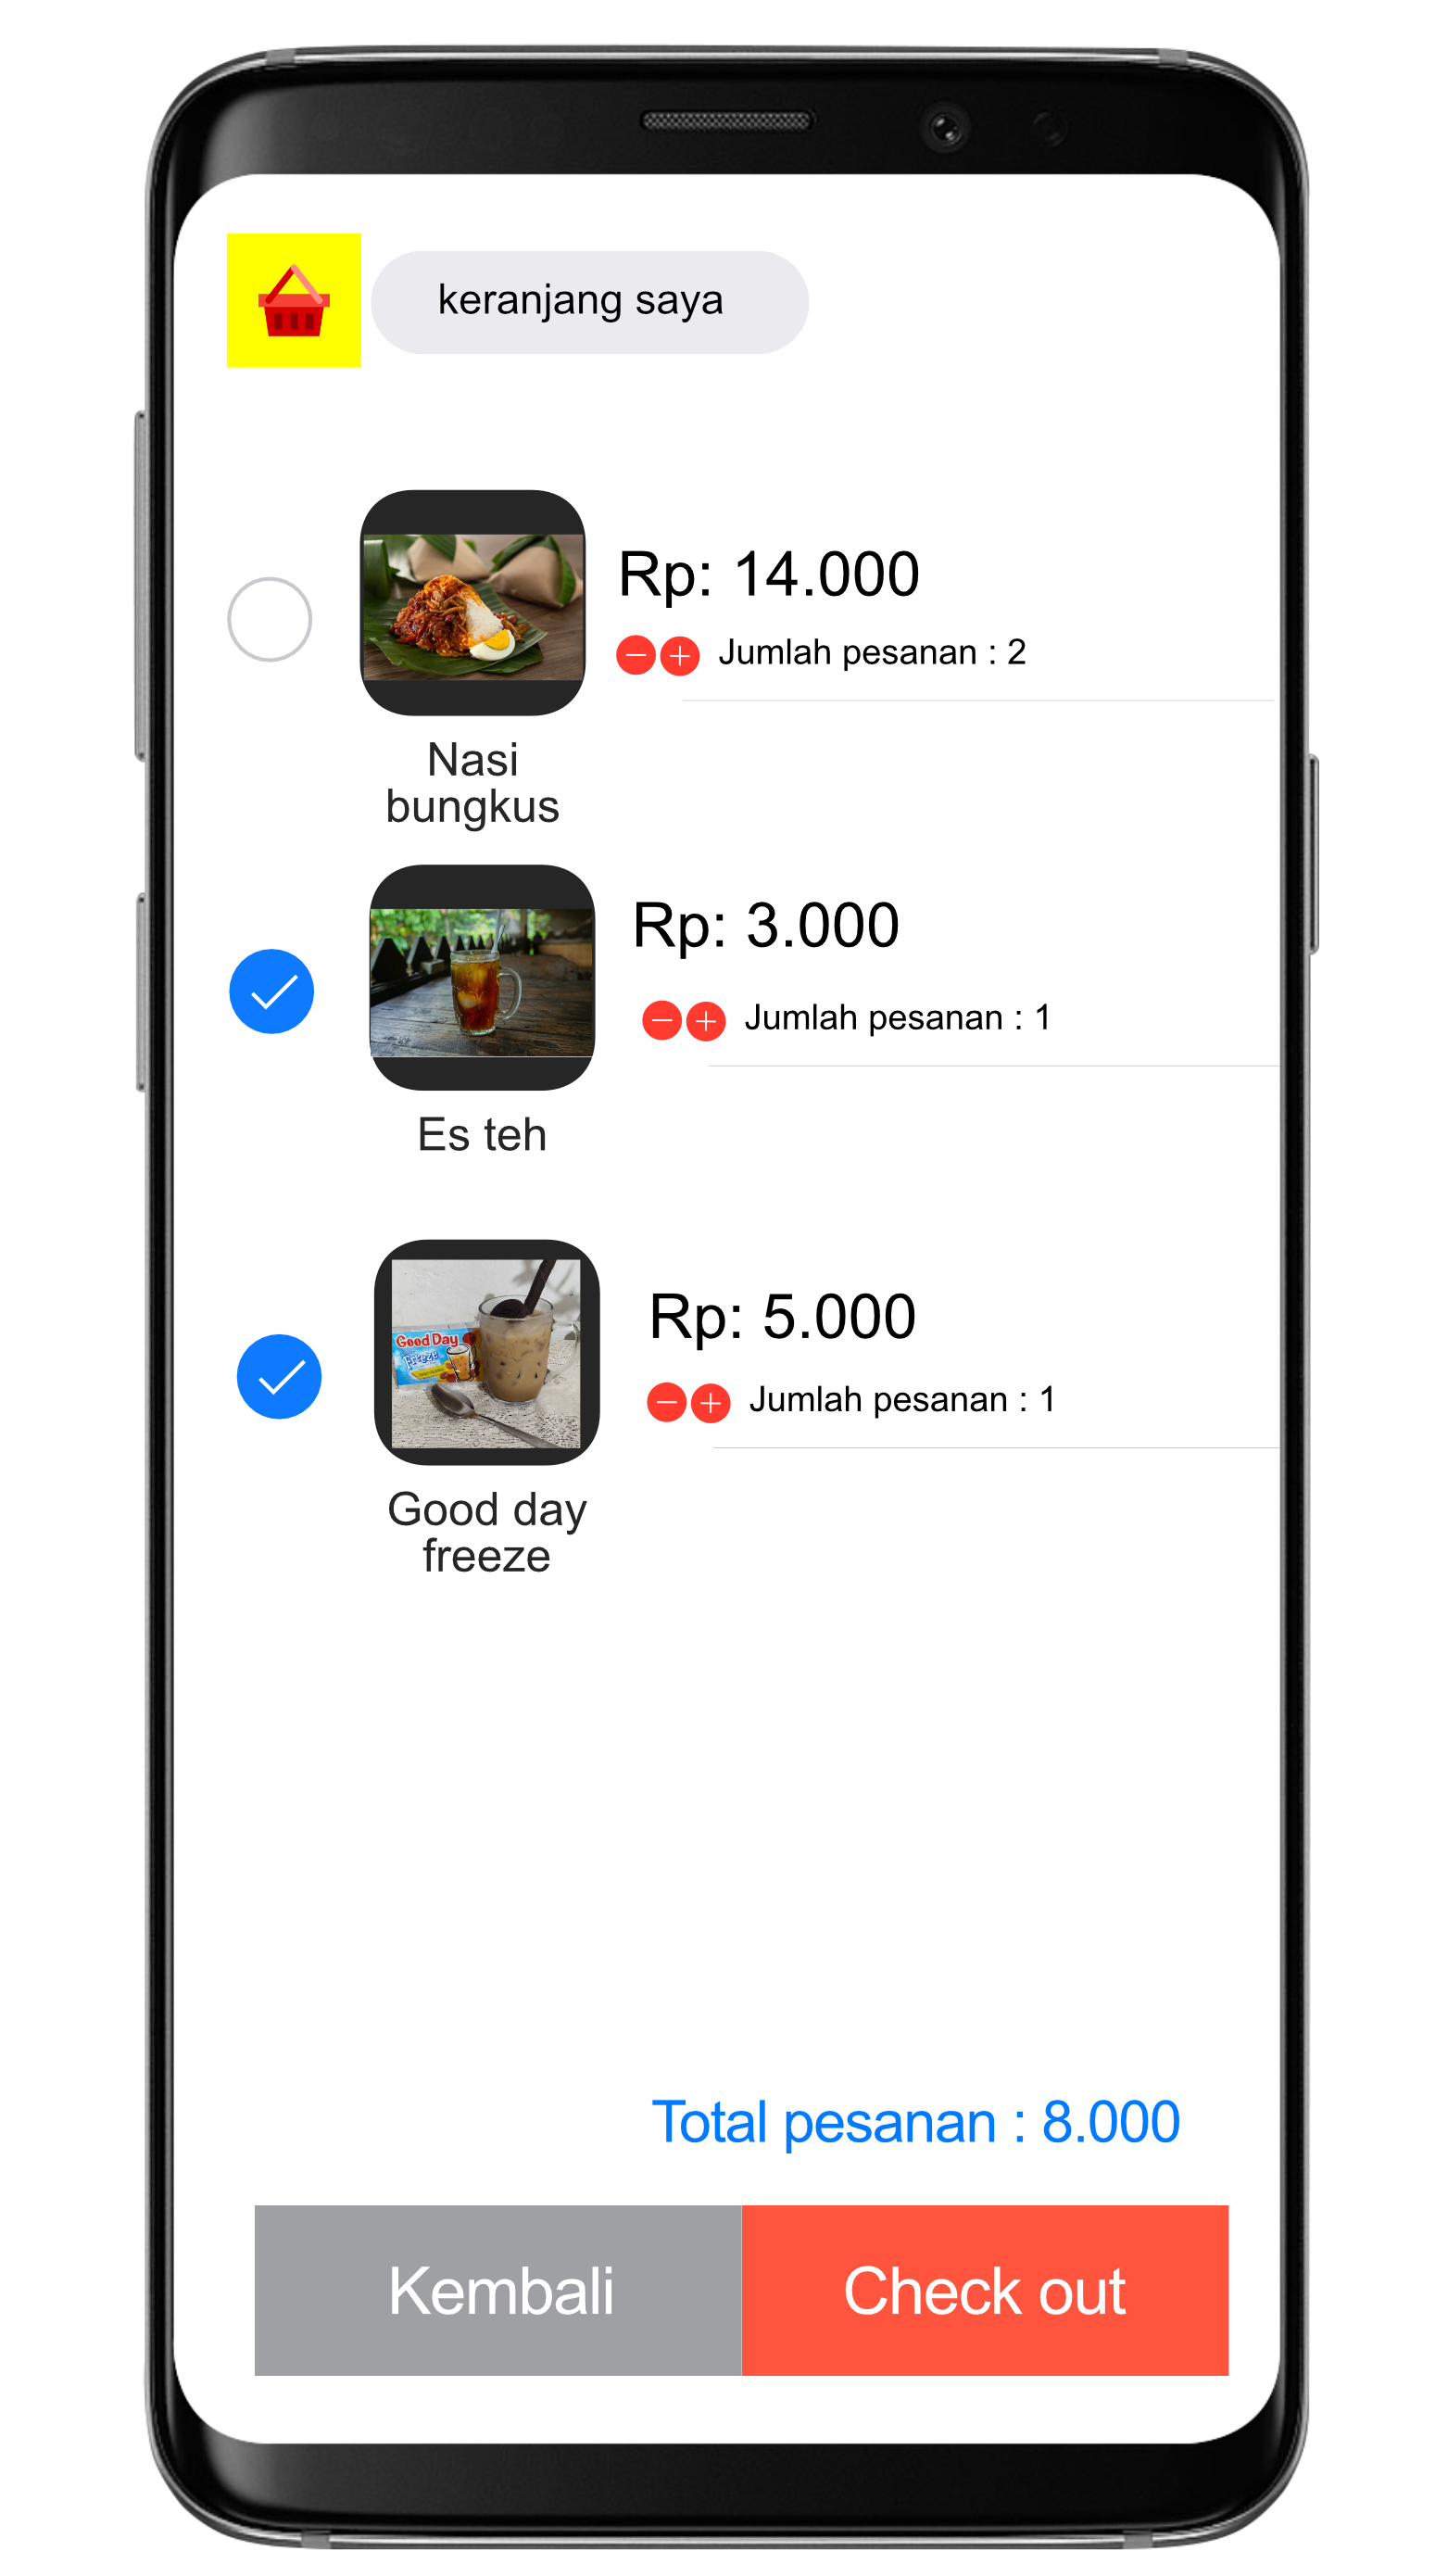 keranjang saya
Rp: 14.000
Jumlah pesanan : 2
Nasi
bungkus
Rp: 3.000
Jumlah pesanan : 1
Es teh
Good Day
Freeze
Rp: 5.000
Jumlah pesanan : 1
Good day
freeze
Total pesanan : 8.000
Kembali
Check out